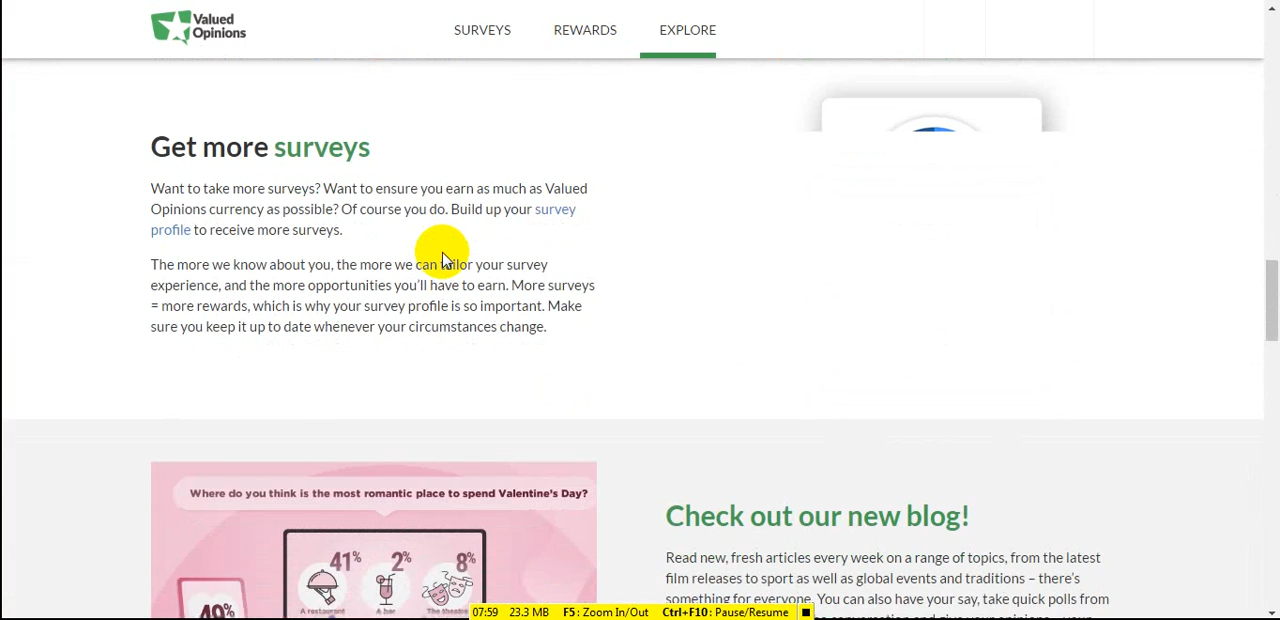 Valued
Opinions
SURVEYS
REWARDS
EXPLORE
Get more surveys
Want to take more surveys? Want to ensure you earn as much as Valued
Opinions currency as possible? Of course you do. Build up your survey
profile to receive more surveys.
The more we know about you, the more we can tailor your survey
experience, and the more opportunities you'll have to earn. More surveys
= more rewards, which is why your survey profile is so important. Make
sure you keep it up to date whenever your circumstances change.
Where do you think is the most romantic place to spend Valentine's Day?
41%
2%
8%
A restaurant
A bar
The theatre
49%
Check out our new blog!
Read new, fresh articles every week on a range of topics, from the latest
film releases to sport as well as global events and traditions – there's
something for everyone. You can also have your say, take quick polls from
07:59 23.3 MB F5: Zoom In/Out Ctrl+F10: Pause/Resume